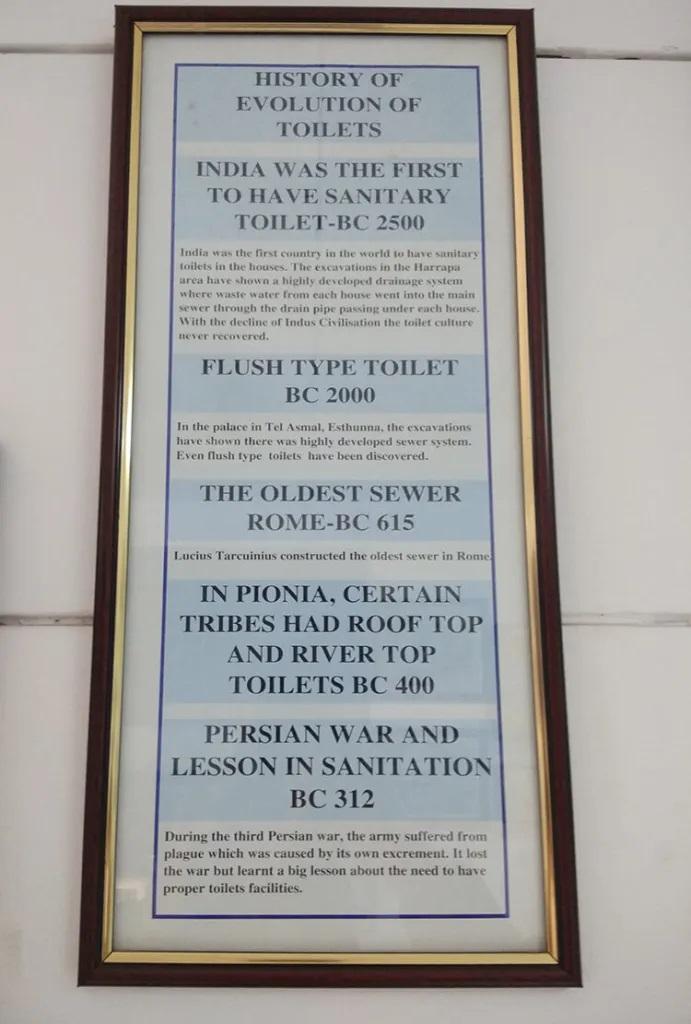 HISTORY OF
EVOLUTION OF
TOILETS
INDIA WAS THE FIRST
TO HAVE SANITARY
TOILET-BC 2500
India was the first country in the world to have sanitary
toilets in the houses. The excavations in the Harrapa
area have shown a highly developed drainage system
where waste water from each house went into the main
sewer through the drain pipe passing under each house.
With the decline of Indus Civilisation the toilet culture
never recovered.
FLUSH TYPE TOILET
BC 2000
In the palace in Tel Asmal, Esthunna, the excavations
have shown there was highly developed sewer system.
Even flush type toilets have been discovered.
THE OLDEST SEWER
ROME-BC 615
Lucius Tarcuinius constructed the oldest sewer in Rome.
IN PIONIA, CERTAIN
TRIBES HAD ROOF TOP
AND RIVER TOP
TOILETS BC 400
PERSIAN WAR AND
LESSON IN SANITATION
BC 312
During the third Persian war, the army suffered from
plague which was caused by its own excrement. It lost
the war but learnt a big lesson about the need to have
proper toilets facilities.